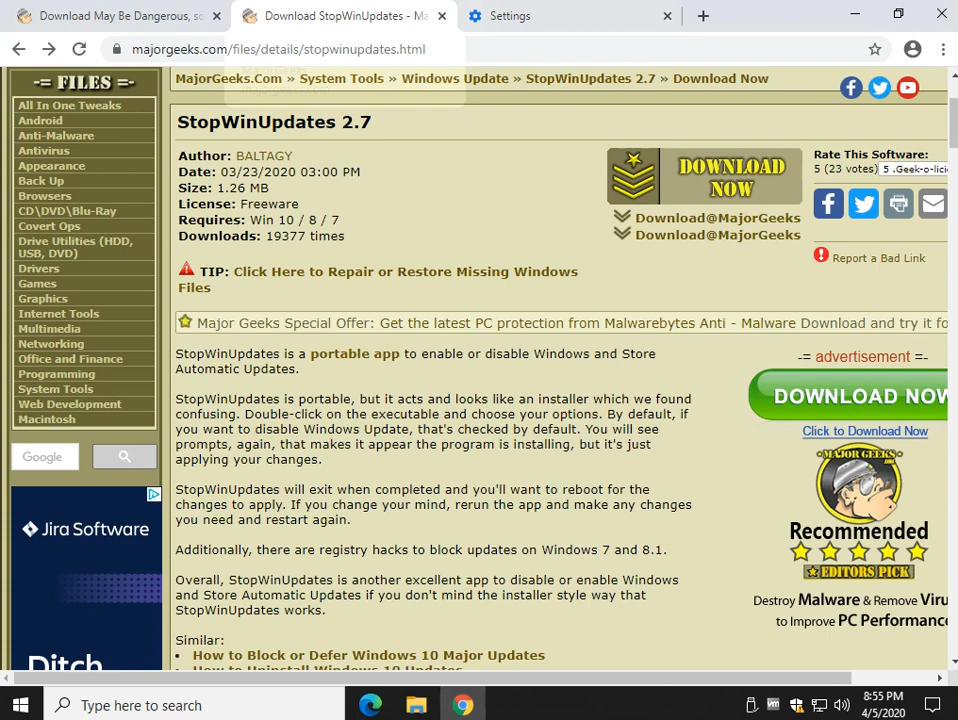 Download May Be Dangerous, so
Download StopWinUpdates - Ma
Settings
majorgeeks.com/files/details/stopwinupdates.html
-= FILES =-
All In One Tweaks
Android
Anti-Malware
Antivirus
Appearance
Back Up
Browsers
CD\DVD\Blu-Ray
Covert Ops
Drive Utilities (HDD,
USB, DVD)
Drivers
Games
Graphics
Internet Tools
Multimedia
Networking
Office and Finance
Programming
System Tools
Web Development
Macintosh
Google
Jira Software
Ditch
MajorGeeks.Com » System Tools » Windows Update » StopWinUpdates 2.7 » Download Now
StopWinUpdates 2.7
Author: BALTAGY
Date: 03/23/2020 03:00 PM
Size: 1.26 MB
License: Freeware
Requires: Win 10 / 8 / 7
Downloads: 19377 times
DOWNLOAD
NOW
Download@MajorGeeks
Download@MajorGeeks
Rate This Software:
5 (23 votes) 5 .Geek-o-lici
Report a Bad Link
TIP: Click Here to Repair or Restore Missing Windows
Files
Major Geeks Special Offer: Get the latest PC protection from Malwarebytes Anti - Malware Download and try it fo
StopWinUpdates is a portable app to enable or disable Windows and Store
Automatic Updates.
StopWinUpdates is portable, but it acts and looks like an installer which we found
confusing. Double-click on the executable and choose your options. By default, if
you want to disable Windows Update, that's checked by default. You will see
prompts, again, that makes it appear the program is installing, but it's just
applying your changes.
StopWinUpdates will exit when completed and you'll want to reboot for the
changes to apply. If you change your mind, rerun the app and make any changes
you need and restart again.
Additionally, there are registry hacks to block updates on Windows 7 and 8.1.
Overall, StopWinUpdates is another excellent app to disable or enable Windows
and Store Automatic Updates if you don't mind the installer style way that
StopWinUpdates works.
Similar:
• How to Block or Defer Windows 10 Major Updates
• How to Uninstall Windows 10 Updates
-= advertisement =-
DOWNLOAD NOW
Click to Download Now
MAJOR GEEKS
Recommended
EDITORS PICK
Destroy Malware & Remove Viru
to Improve PC Performance
Type here to search
vm
8:55 PM
4/5/2020